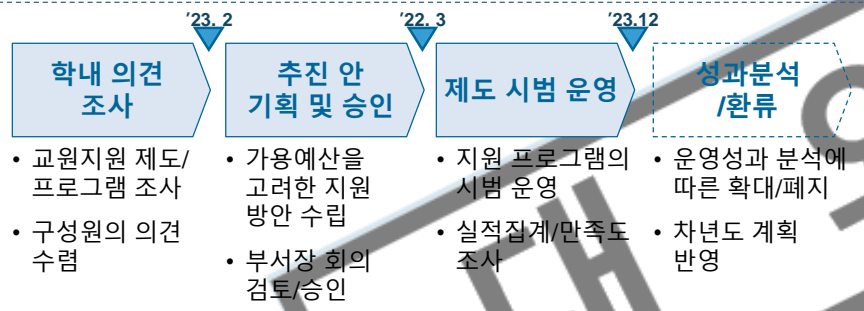 ’23. 2
’22. 3
’23.12
학내 의견
조사
추진 안
기획 및 승인
제도 시범 운영
성과분석
/환류
• 교원지원 제도/
프로그램 조사
• 구성원의 의견
수렴
• 가용예산을
고려한 지원
방안 수립
• 부서장 회의
검토/승인
• 지원 프로그램의
시범 운영
• 실적집계/만족도
조사
• 운영성과 분석에
따른 확대/폐지
• 차년도 계획
반영